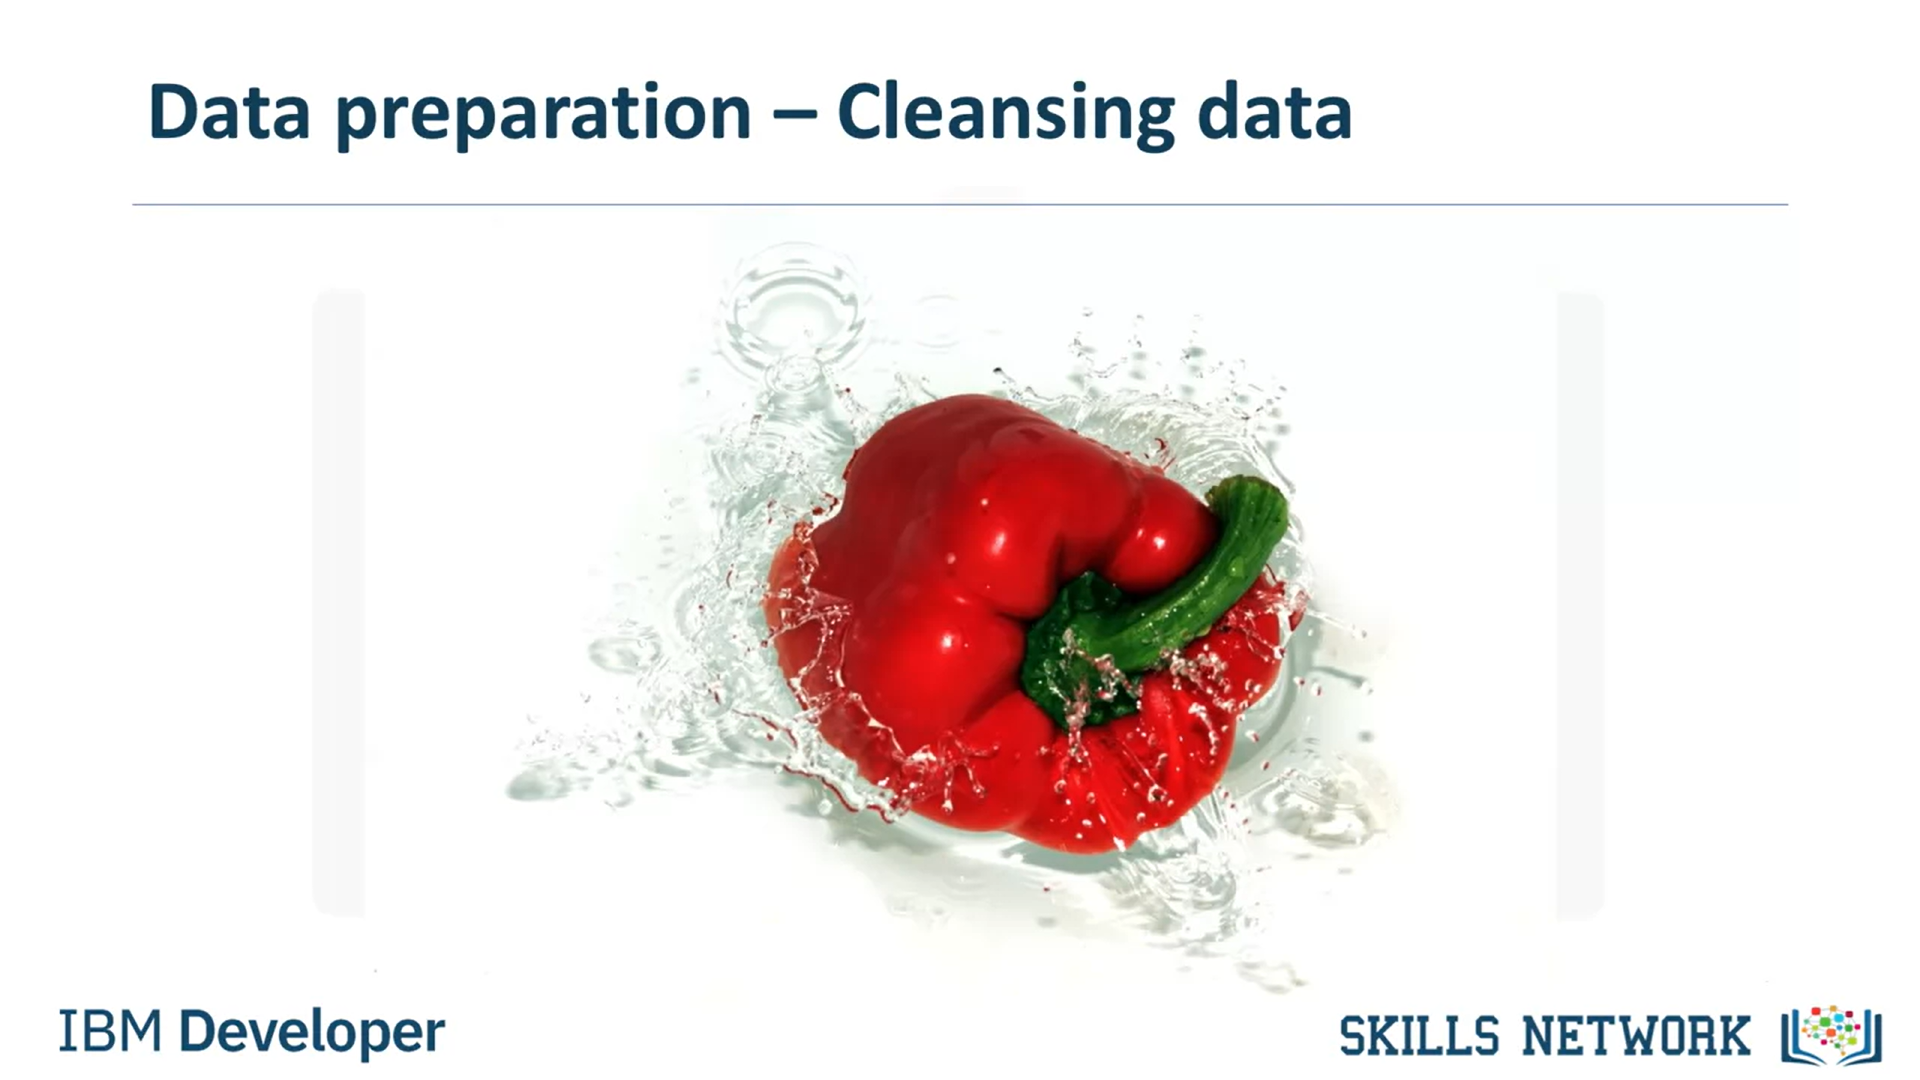 Data preparation – Cleansing data
IBM Developer
SKILLS NETWORK